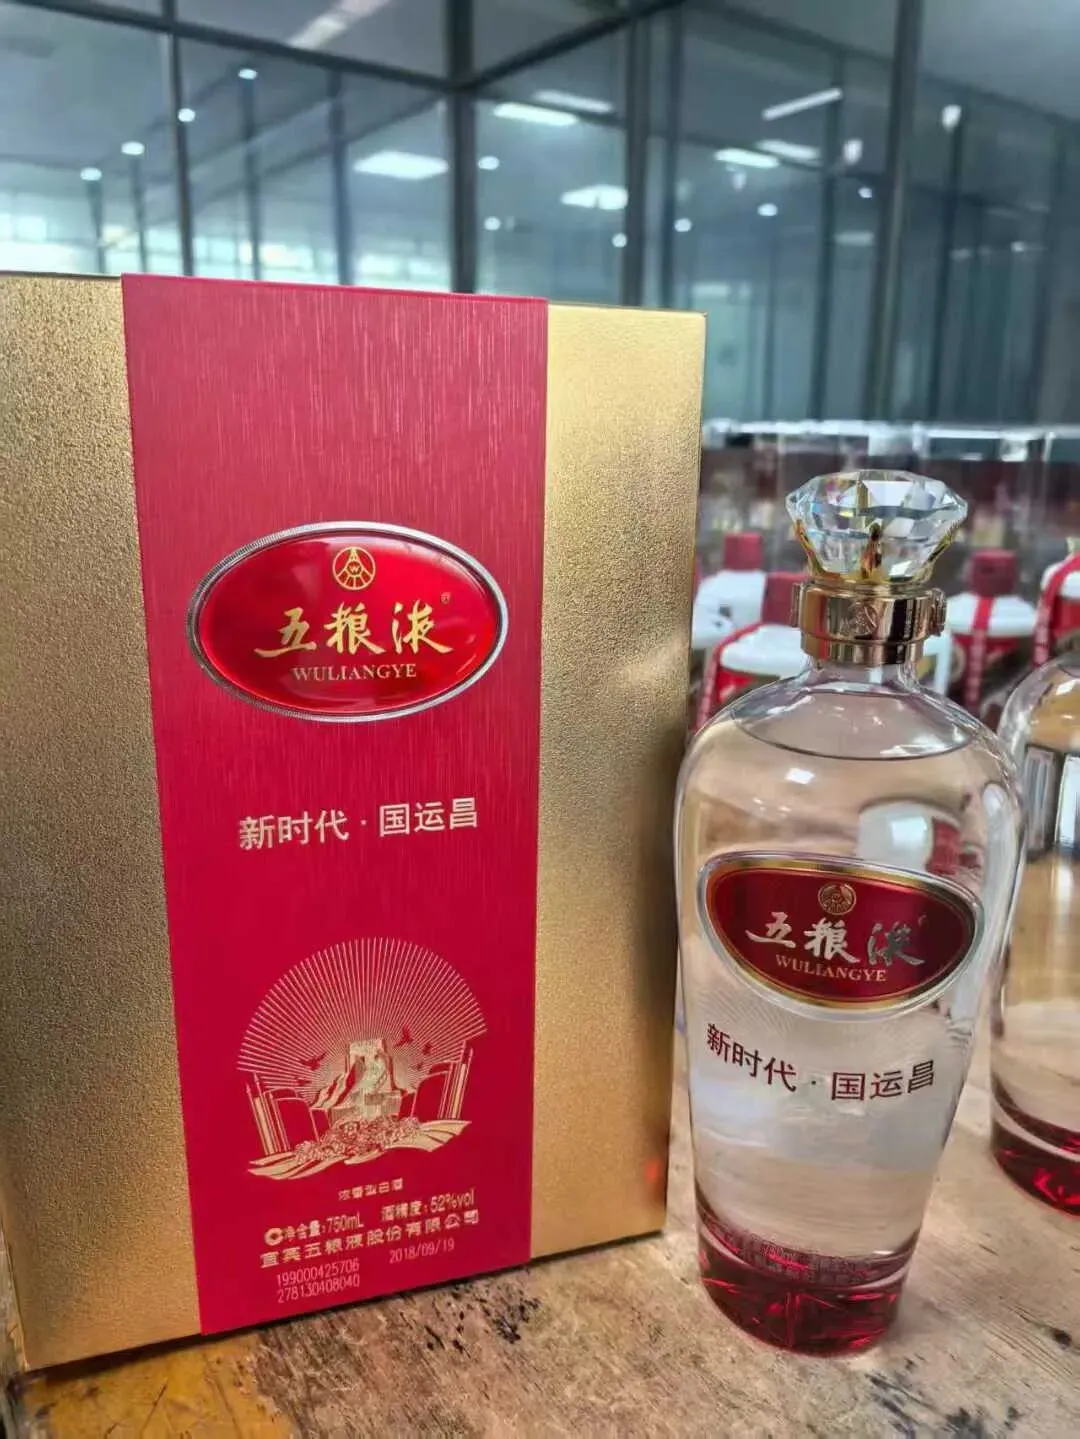 五粮液®
WULIANGYE
新时代·国运昌
浓香型白酒
净含量:750mL 酒精度:52%vol
宜宾五粮液股份有限公司
199000425706 2018/09/19
278130408040
五粮液
WULIANGYE
新时代·国运昌
750ml